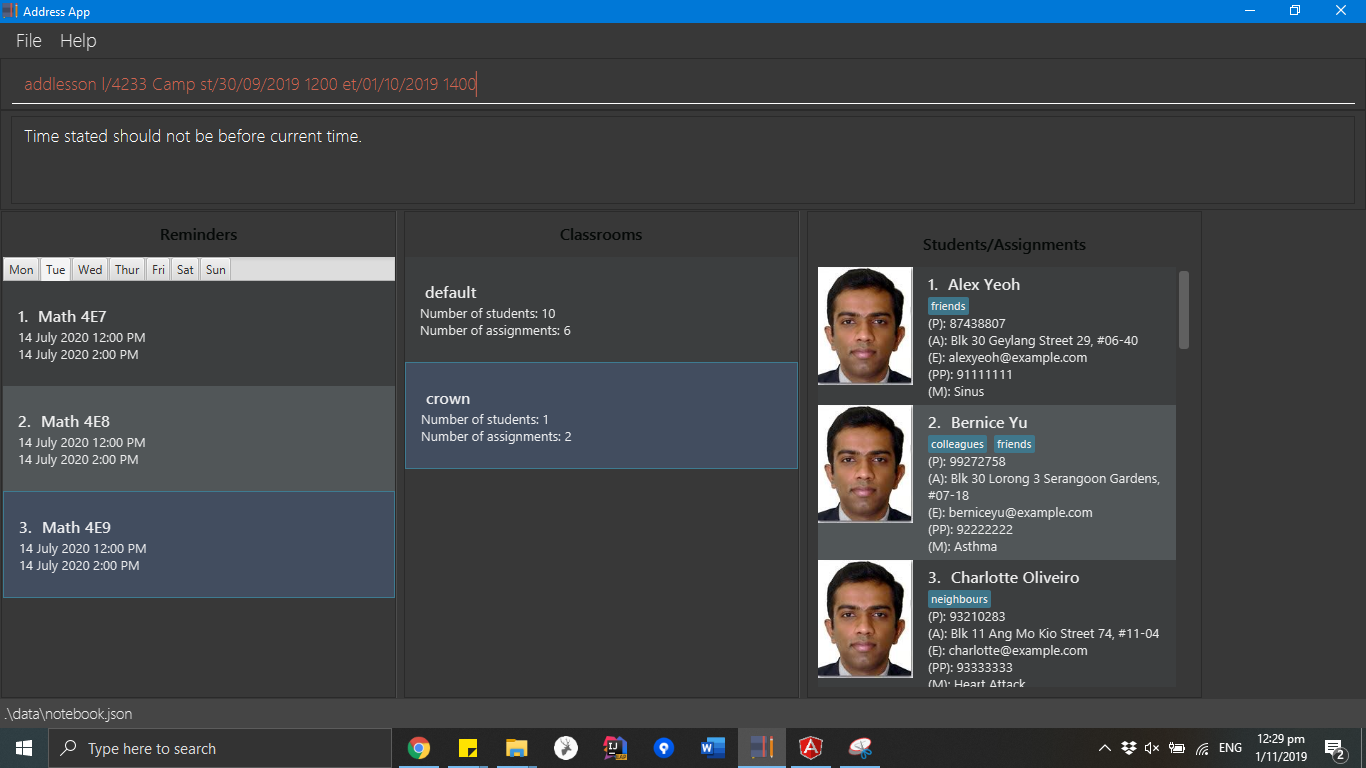 Address App
File Help
addlesson l/4233 Camp st/30/09/2019 1200 et/01/10/2019 1400
Time stated should not be before current time.
Reminders
Mon Tue Wed Thur Fri Sat Sun
1. Math 4E7
14 July 2020 12:00 PM
14 July 2020 2:00 PM
2. Math 4E8
14 July 2020 12:00 PM
14 July 2020 2:00 PM
3. Math 4E9
14 July 2020 12:00 PM
14 July 2020 2:00 PM
Classrooms
default
Number of students: 10
Number of assignments: 6
crown
Number of students: 1
Number of assignments: 2
Students/Assignments
1. Alex Yeoh
friends
(P): 87438807
(A): Blk 30 Geylang Street 29, #06-40
(E): alexyeoh@example.com
(PP): 91111111
(M): Sinus
2. Bernice Yu
colleagues friends
(P): 99272758
(A): Blk 30 Lorong 3 Serangoon Gardens,
#07-18
(E): berniceyu@example.com
(PP): 92222222
(M): Asthma
3. Charlotte Oliveiro
neighbours
(P): 93210283
(A): Blk 11 Ang Mo Kio Street 74, #11-04
(E): charlotte@example.com
(PP): 93333333
(M): Heart Attack
.\data\notebook.json
Type here to search
IJ
W
A
ENG
12:29 pm
1/11/2019
2